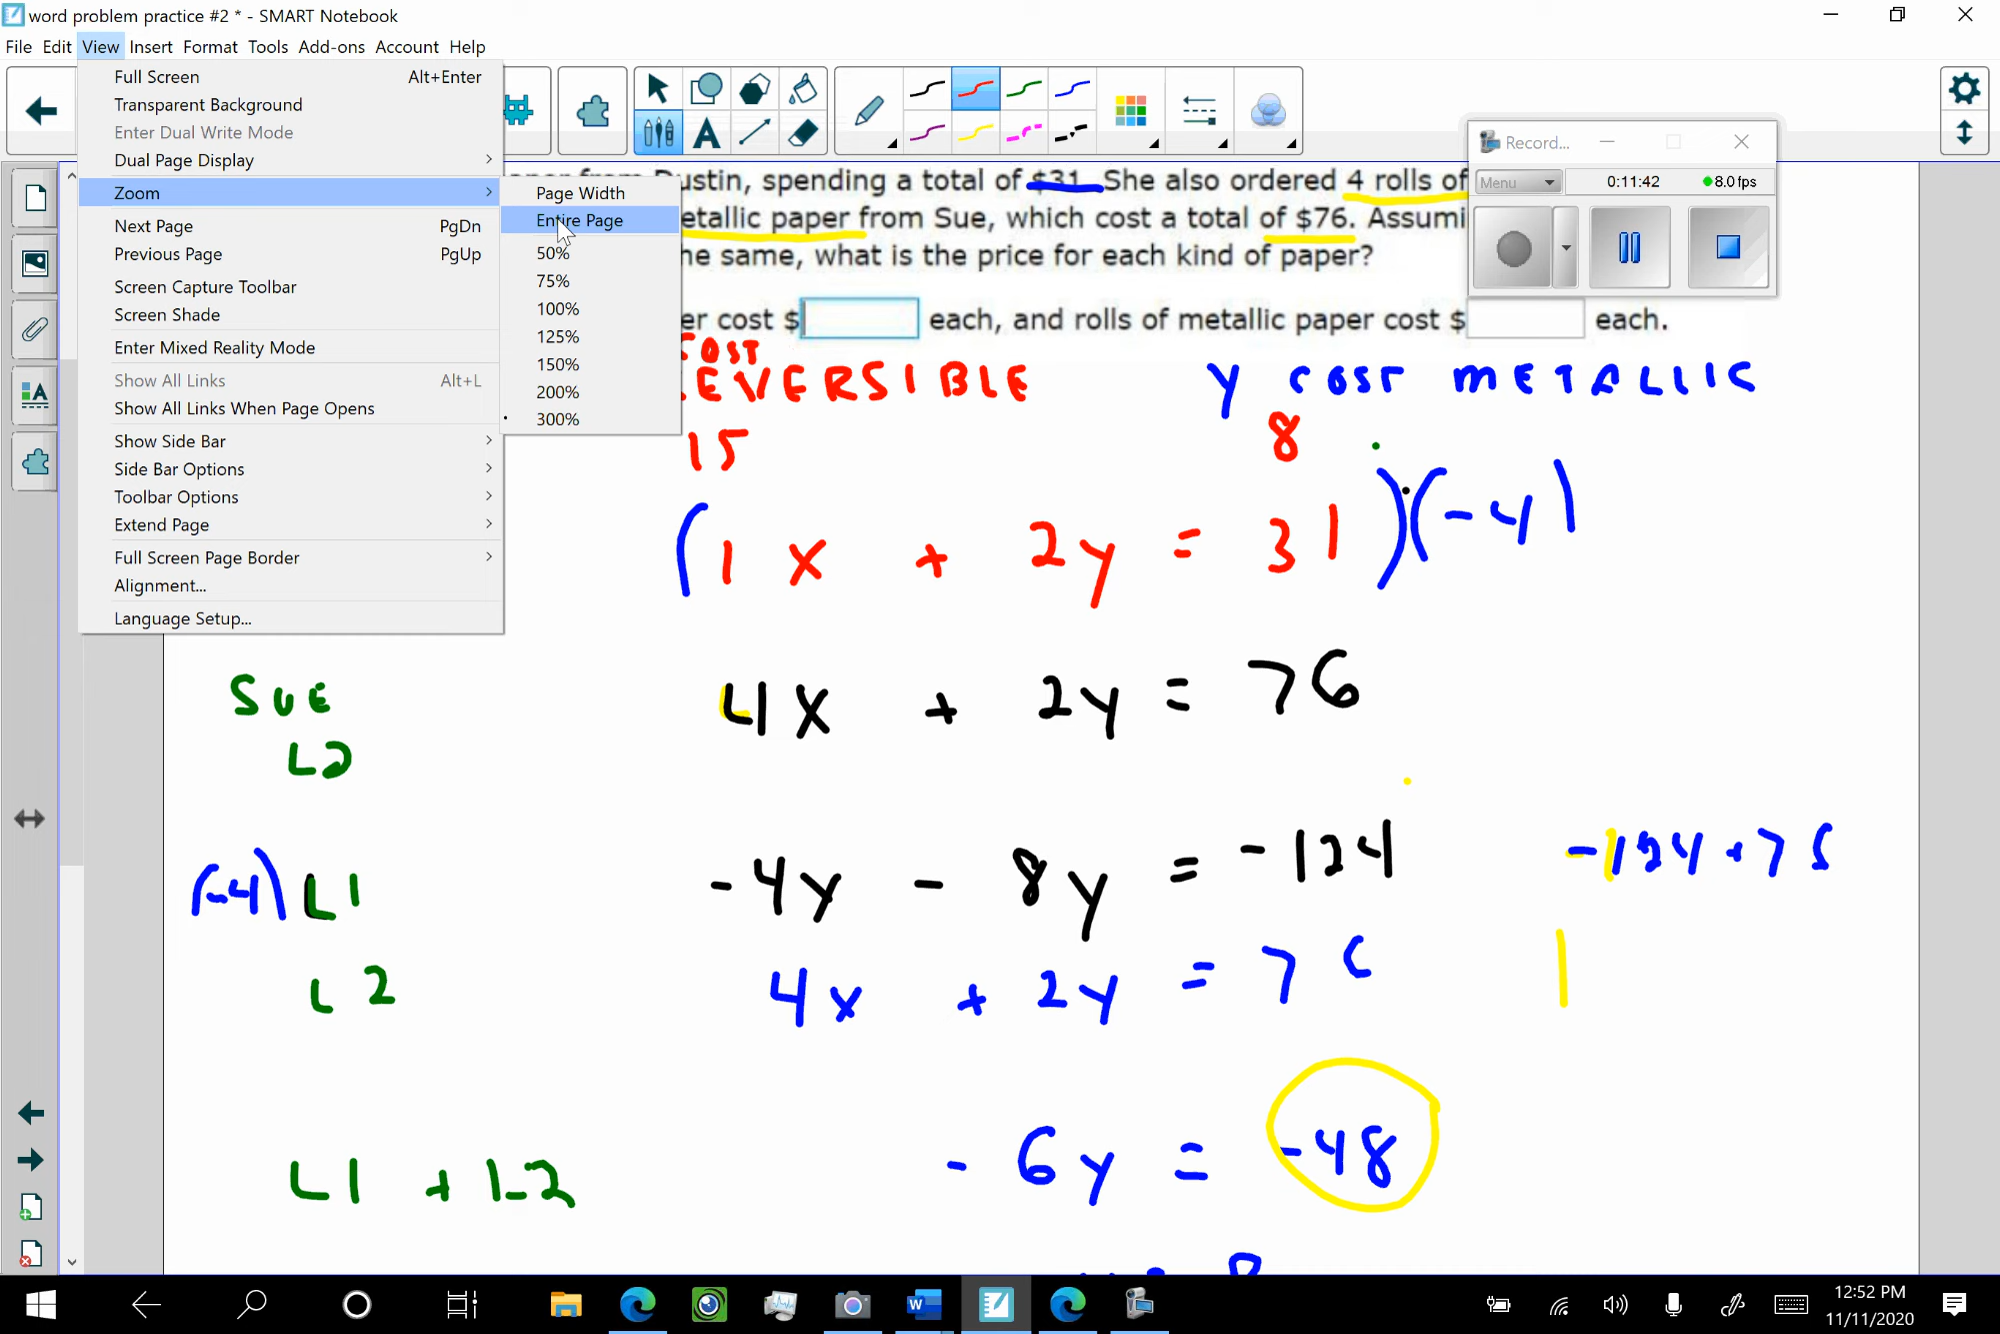 word problem practice #2 * - SMART Notebook
File Edit View Insert Format Tools Add-ons Account Help
Full Screen Alt+Enter
Transparent Background
Enter Dual Write Mode
Dual Page Display
Zoom
Next Page PgDn
Previous Page PgUp
Screen Capture Toolbar
Screen Shade
Enter Mixed Reality Mode
Show All Links Alt+L
Show All Links When Page Opens
Show Side Bar
Side Bar Options
Toolbar Options
Extend Page
Full Screen Page Border
Alignment...
Language Setup...
Page Width
Entire Page
50%
75%
100%
125%
150%
200%
300%
Record...
Menu 0:11:42 8.0 fps
Dustin, spending a total of $31. She also ordered 4 rolls of
paper from Sue, which cost a total of $76.
same, what is the price for each kind of paper?
cost $ each, and rolls of metallic paper cost $ each.
COST
REVERSIBLE Y COST METALLIC
15 8
(1x + 2y = 31)(-4)
SUE 4x + 2y = 76
L2
(-4) L1 -4y - 8y = -124 -124+76
L2 4x + 2y = 76
L1 + L2 -6y = -48
8
12:52 PM
11/11/2020